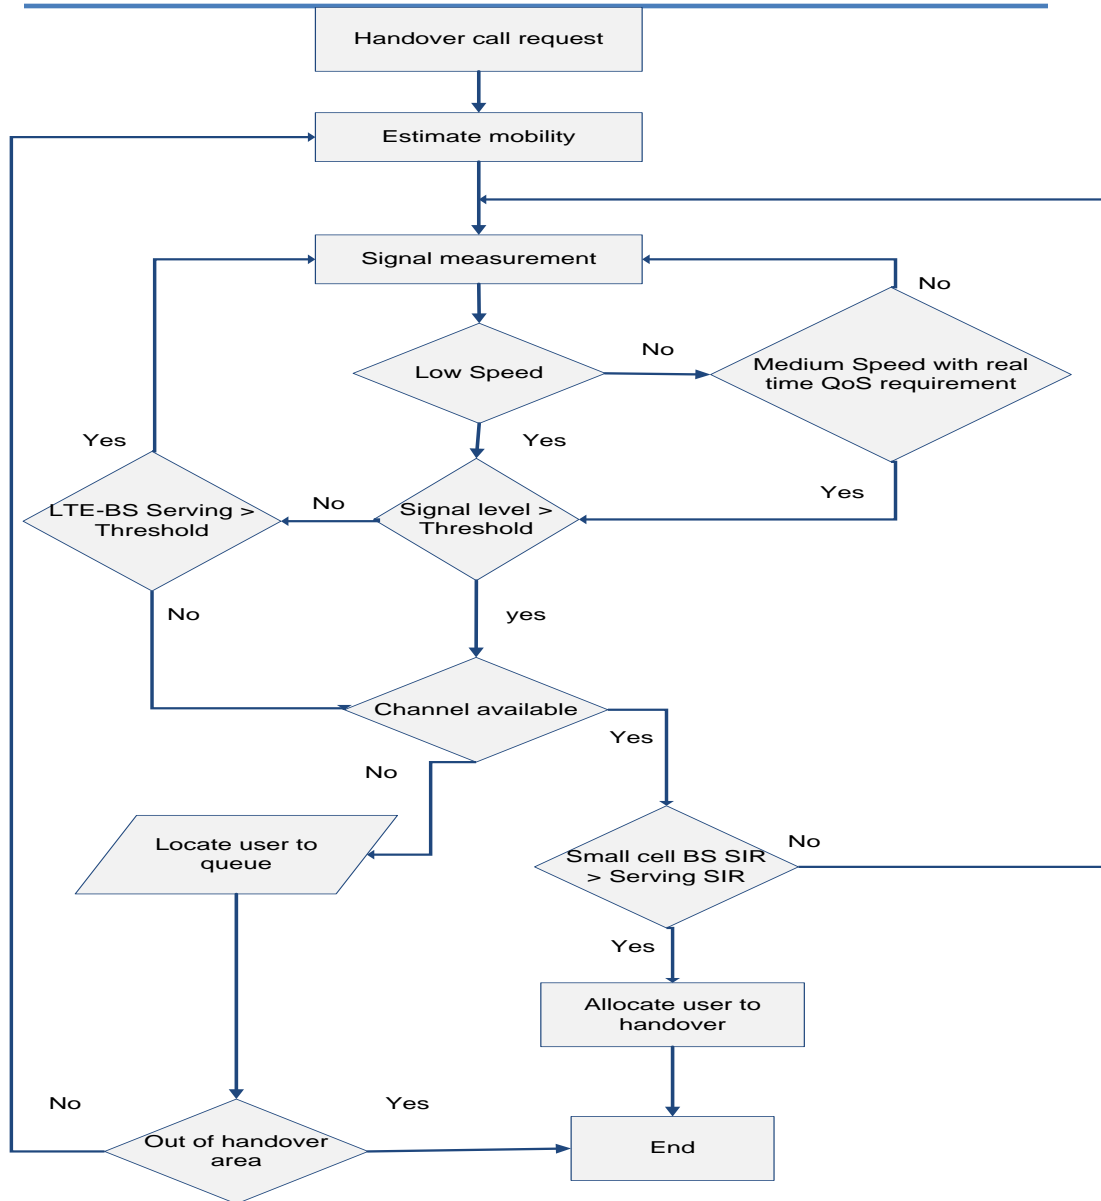 Handover call request
Estimate mobility
Signal measurement
No
Low Speed
No
Medium Speed with real
time QoS requirement
Yes
Yes
LTE-BS Serving >
Threshold
No
Signal level >
Threshold
Yes
No
yes
Channel available
Yes
No
Locate user to
queue
Small cell BS SIR
> Serving SIR
No
Yes
Allocate user to
handover
No
Yes
Out of handover
area
End